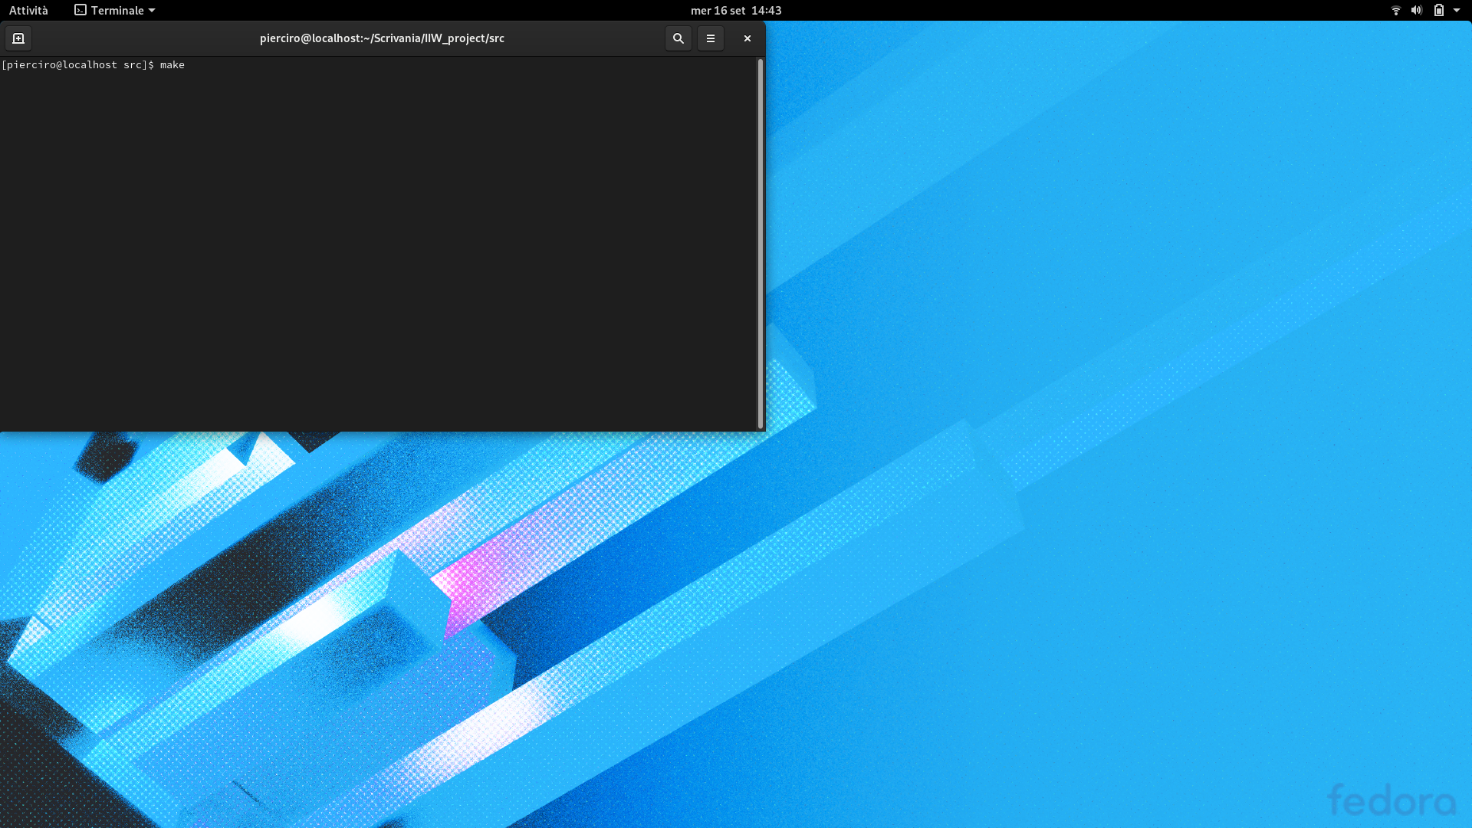 Attività Terminale mer 16 set 14:43
pierciro@localhost:~/Scrivania/IIW_project/src
[pierciro@localhost src]$ make
fedora